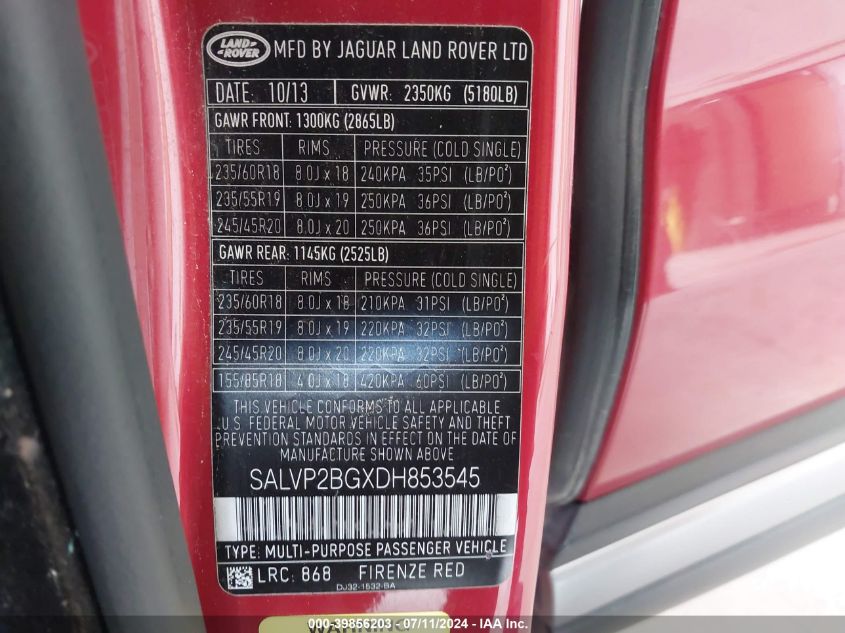 LAND ROVER MFD BY JAGUAR LAND ROVER LTD
DATE: 10/13 GVWR: 2350KG (5180LB)
GAWR FRONT: 1300KG (2865LB)
TIRES RIMS PRESSURE (COLD SINGLE)
235/60R18 8.0J x 18 240KPA 35PSI (LB/PO²)
235/55R19 8.0J x 19 250KPA 36PSI (LB/PO²)
245/45R20 8.0J x 20 250KPA 36PSI (LB/PO²)
GAWR REAR: 1145KG (2525LB)
TIRES RIMS PRESSURE (COLD SINGLE)
235/60R18 8.0J x 18 210KPA 31PSI (LB/PO²)
235/55R19 8.0J x 19 220KPA 32PSI (LB/PO²)
245/45R20 8.0J x 20 220KPA 32PSI (LB/PO²)
155/85R18 4.0J x 18 420KPA 60PSI (LB/PO²)
THIS VEHICLE CONFORMS TO ALL APPLICABLE
U.S. FEDERAL MOTOR VEHICLE SAFETY AND THEFT
PREVENTION STANDARDS IN EFFECT ON THE DATE OF
MANUFACTURE SHOWN ABOVE.
SALVP2BGXDH853545
TYPE: MULTI-PURPOSE PASSENGER VEHICLE
LRC: 868 FIRENZE RED
DJ32-1532-BA
WARNING
000-39856203 - 07/11/2024 - IAA Inc.